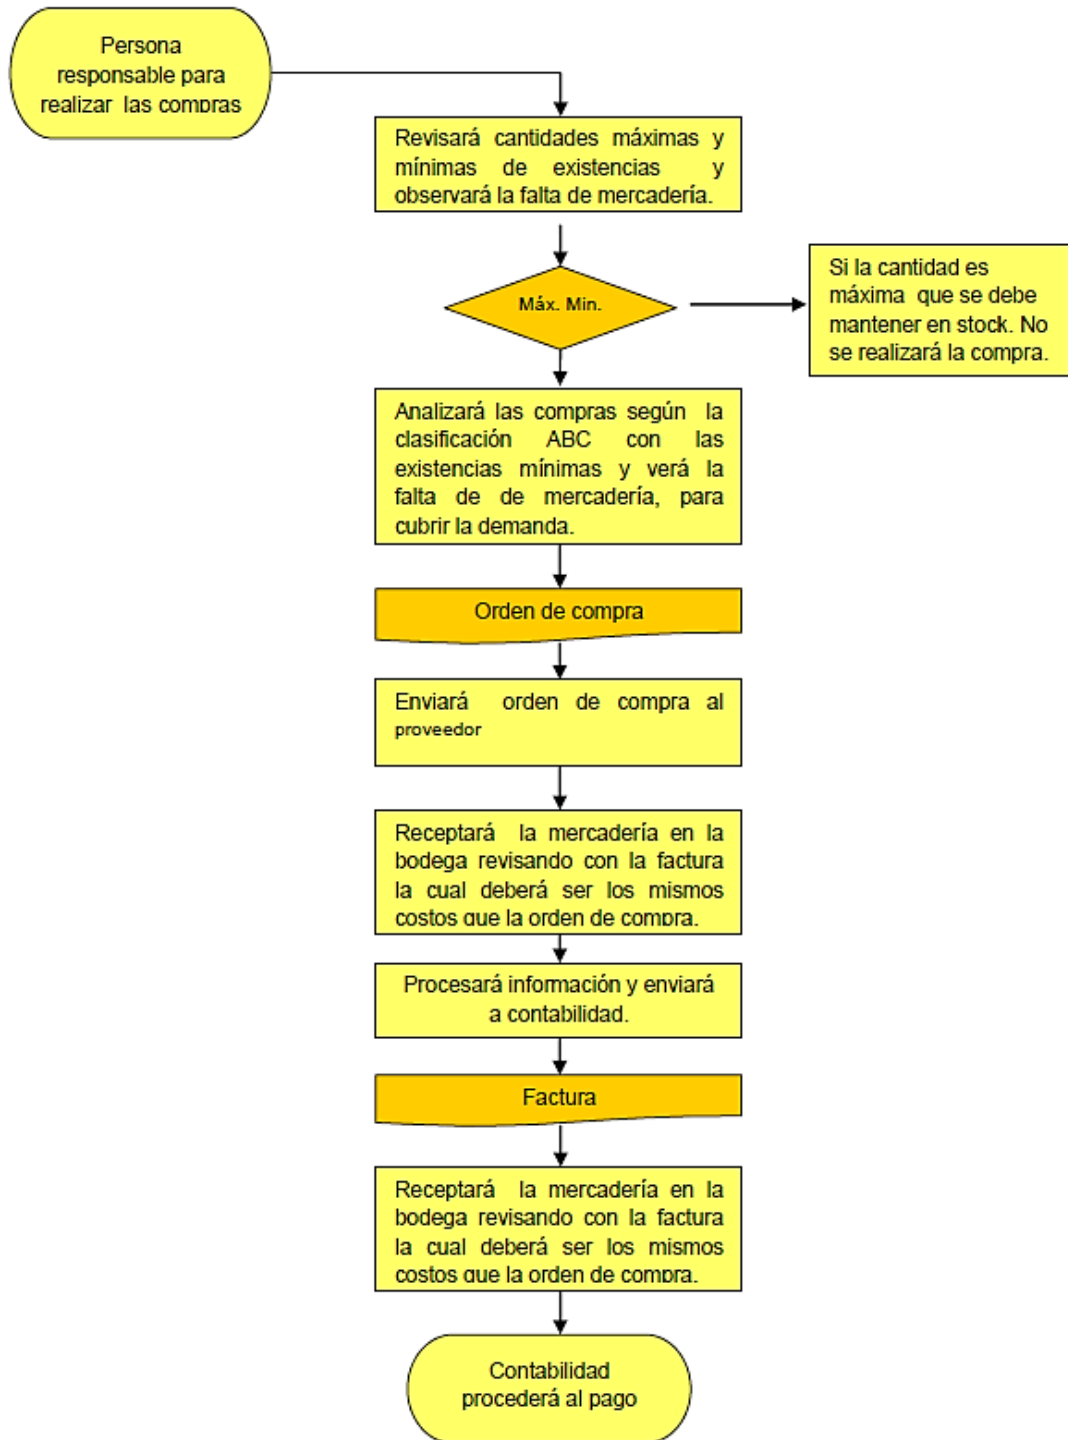 Persona
responsable para
realizar las compras
Revisará cantidades máximas y
mínimas de existencias y
observará la falta de mercadería.
Máx. Min.
Si la cantidad es
máxima que se debe
mantener en stock. No
se realizará la compra.
Analizará las compras según la
clasificación ABC con las
existencias mínimas y verá la
falta de de mercadería, para
cubrir la demanda.
Orden de compra
Enviará orden de compra al
proveedor
Receptará la mercadería en la
bodega revisando con la factura
la cual deberá ser los mismos
costos que la orden de compra.
Procesará información y enviará
a contabilidad.
Factura
Receptará la mercadería en la
bodega revisando con la factura
la cual deberá ser los mismos
costos que la orden de compra.
Contabilidad
procederá al pago